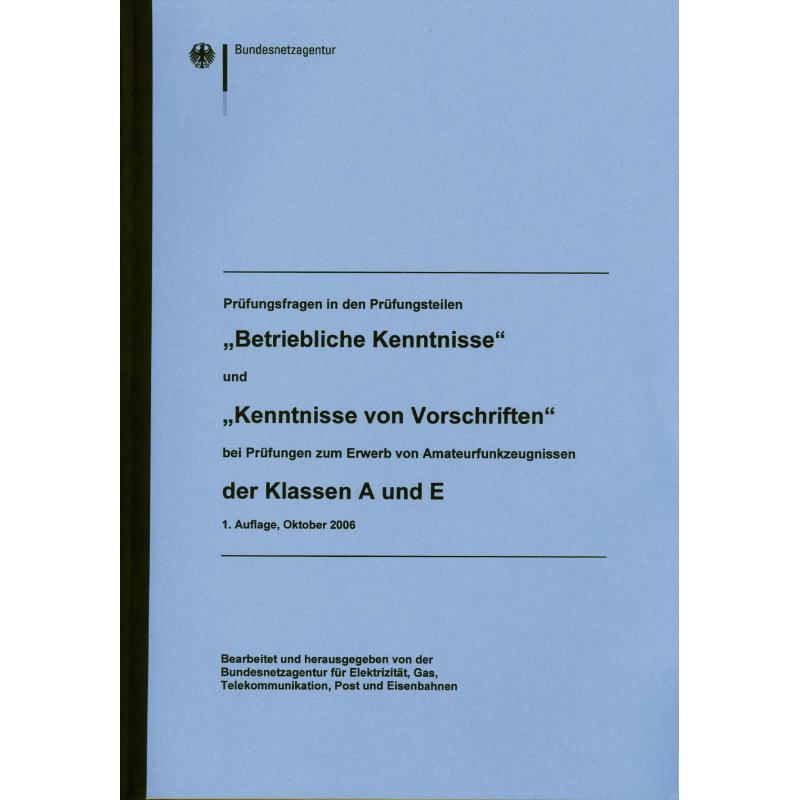 Bundesnetzagentur
Prüfungsfragen in den Prüfungsteilen
„Betriebliche Kenntnisse“
und
„Kenntnisse von Vorschriften“
bei Prüfungen zum Erwerb von Amateurfunkzeugnissen
der Klassen A und E
1. Auflage, Oktober 2006
Bearbeitet und herausgegeben von der
Bundesnetzagentur für Elektrizität, Gas,
Telekommunikation, Post und Eisenbahnen